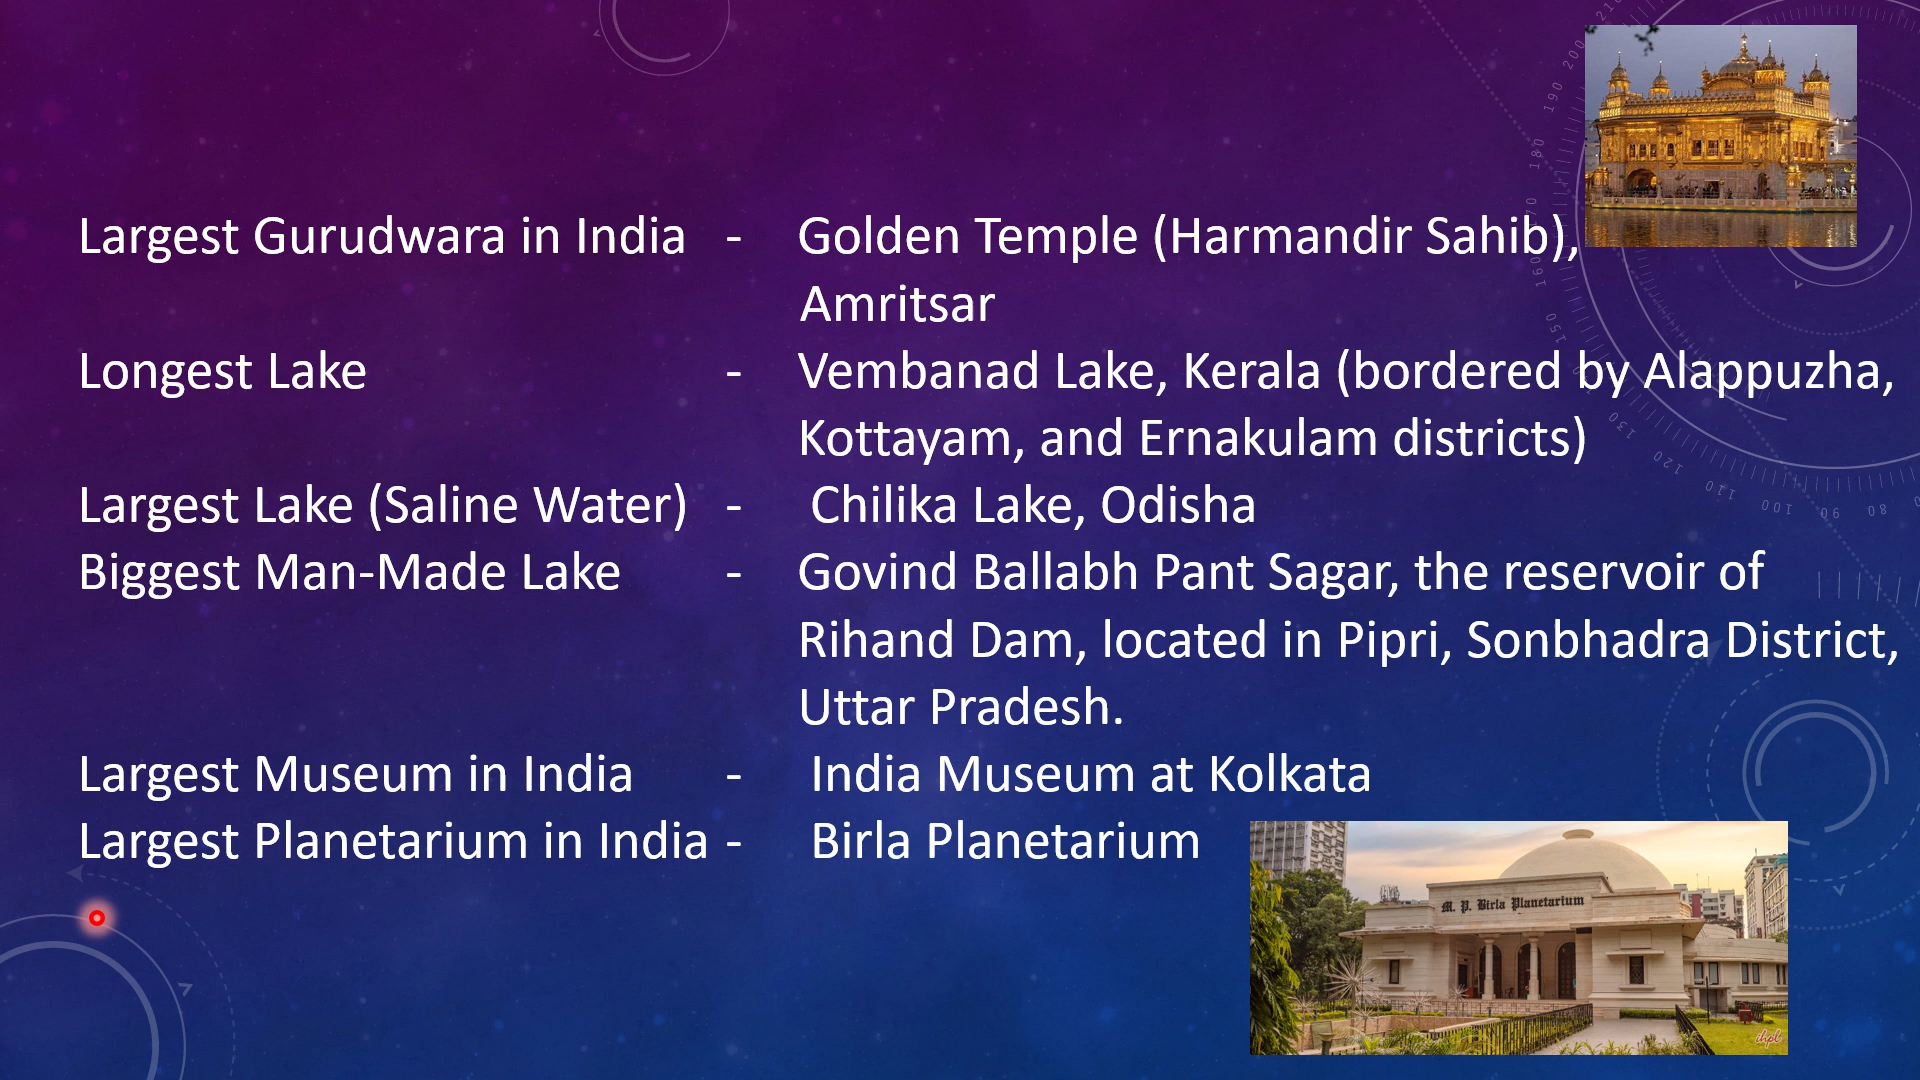 Largest Gurudwara in India - Golden Temple (Harmandir Sahib),
Amritsar
Longest Lake - Vembanad Lake, Kerala (bordered by Alappuzha,
Kottayam, and Ernakulam districts)
Largest Lake (Saline Water) - Chilika Lake, Odisha
Biggest Man-Made Lake - Govind Ballabh Pant Sagar, the reservoir of
Rihand Dam, located in Pipri, Sonbhadra District,
Uttar Pradesh.
Largest Museum in India - India Museum at Kolkata
Largest Planetarium in India - Birla Planetarium
M. P. Birla Planetarium
ihpl